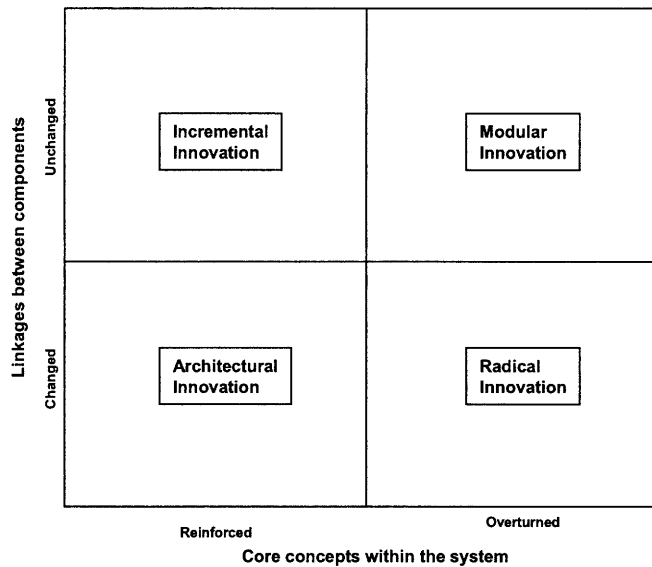 Linkages between components
Unchanged
Changed
Incremental
Innovation
Modular
Innovation
Architectural
Innovation
Radical
Innovation
Reinforced
Overturned
Core concepts within the system